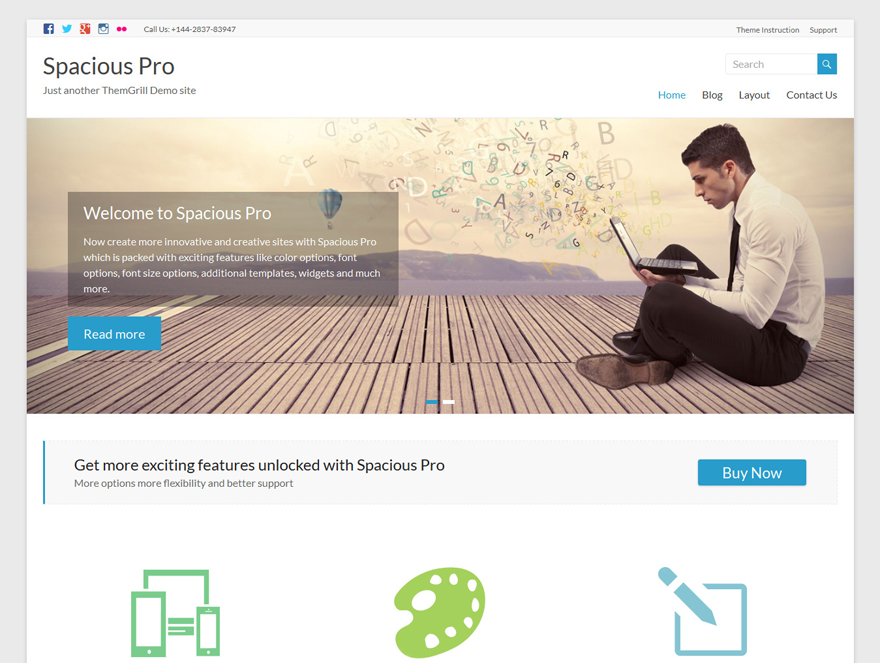 Call Us: +144-2837-83947
Theme Instruction Support
Spacious Pro
Just another ThemGrill Demo site
Search
Home Blog Layout Contact Us
Welcome to Spacious Pro
Now create more innovative and creative sites with Spacious Pro
which is packed with exciting features like color options, font
options, font size options, additional templates, widgets and much
more.
Read more
Get more exciting features unlocked with Spacious Pro
More options more flexibility and better support
Buy Now